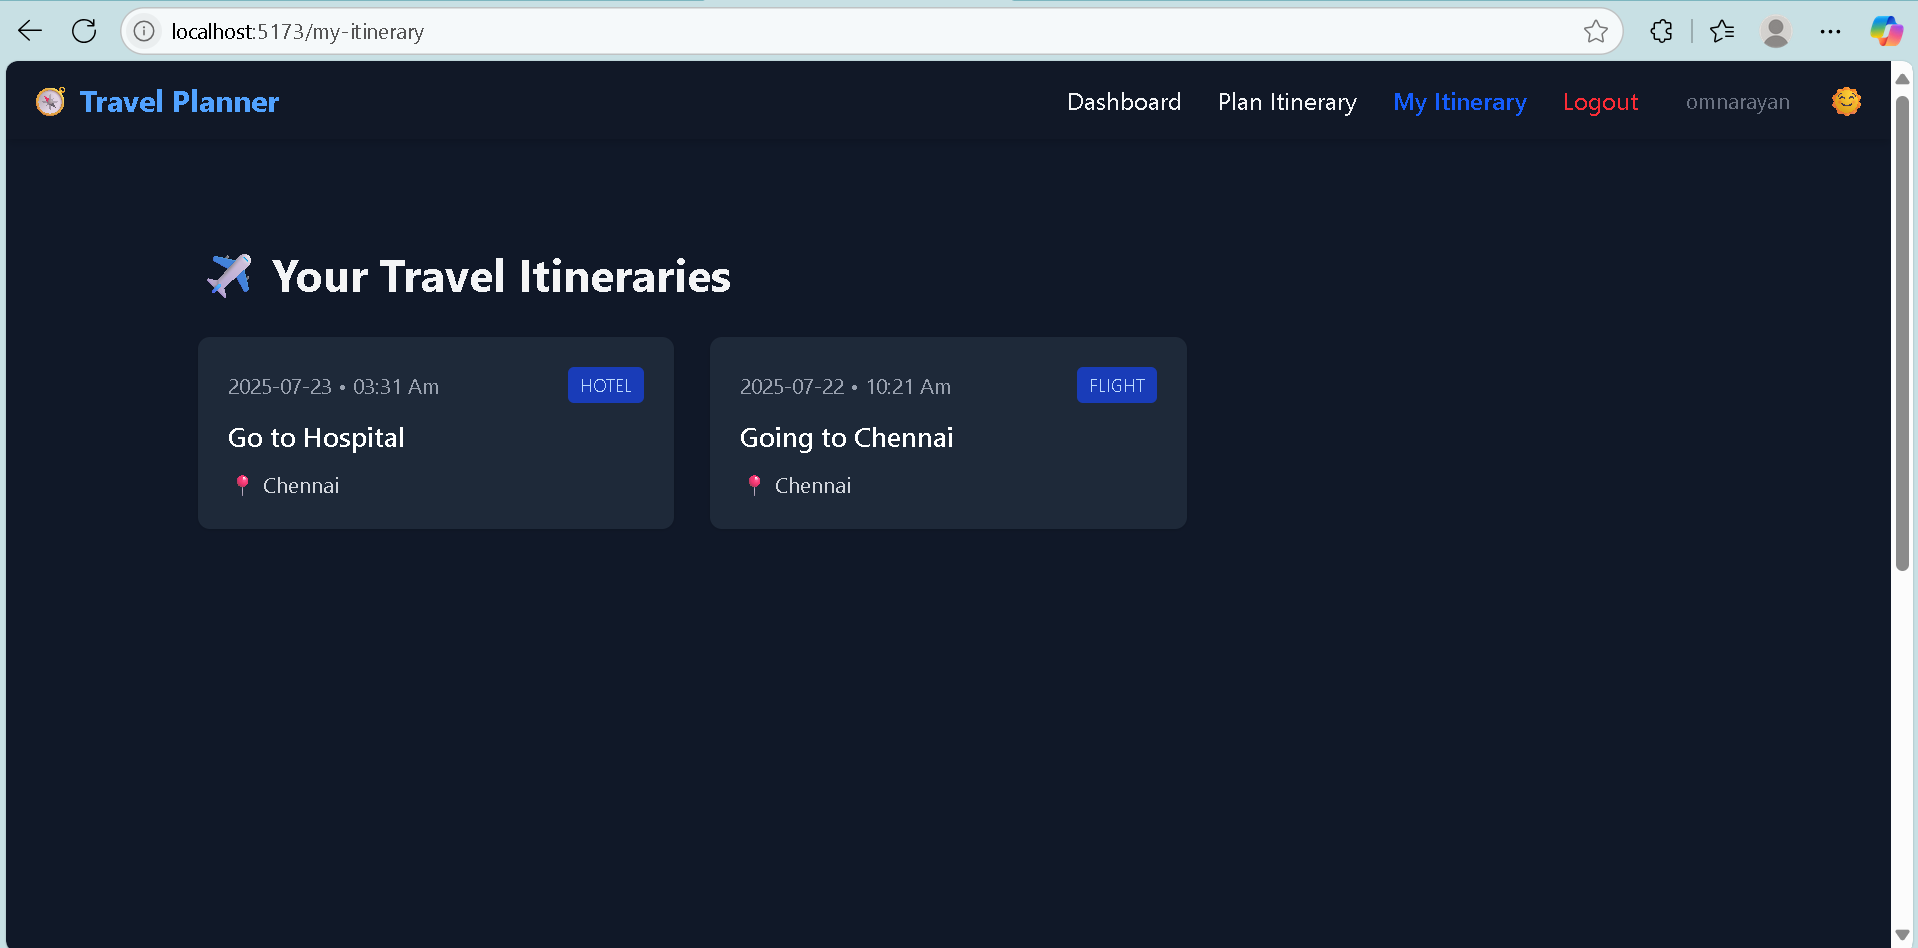 localhost:5173/my-itinerary
Travel Planner Dashboard Plan Itinerary My Itinerary Logout omnarayan
Your Travel Itineraries
2025-07-23 • 03:31 Am HOTEL
Go to Hospital
Chennai
2025-07-22 • 10:21 Am FLIGHT
Going to Chennai
Chennai